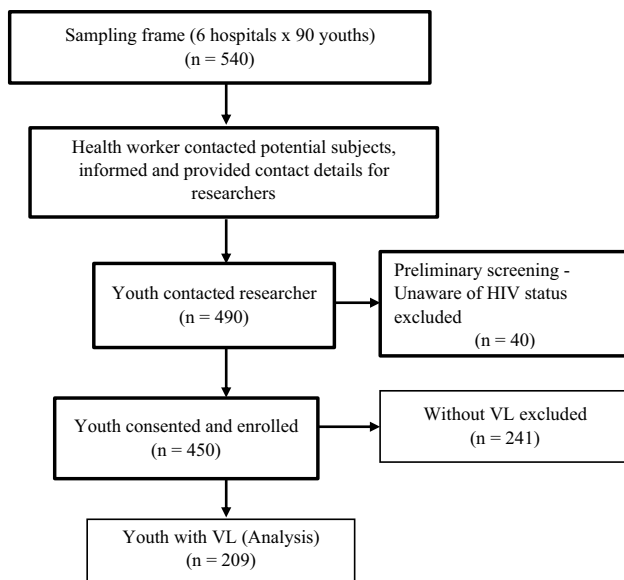 Sampling frame (6 hospitals x 90 youths)
(n = 540)
Health worker contacted potential subjects,
informed and provided contact details for
researchers
Youth contacted researcher
(n = 490)
Preliminary screening -
Unaware of HIV status
excluded
(n = 40)
Youth consented and enrolled
(n = 450)
Without VL excluded
(n = 241)
Youth with VL (Analysis)
(n = 209)